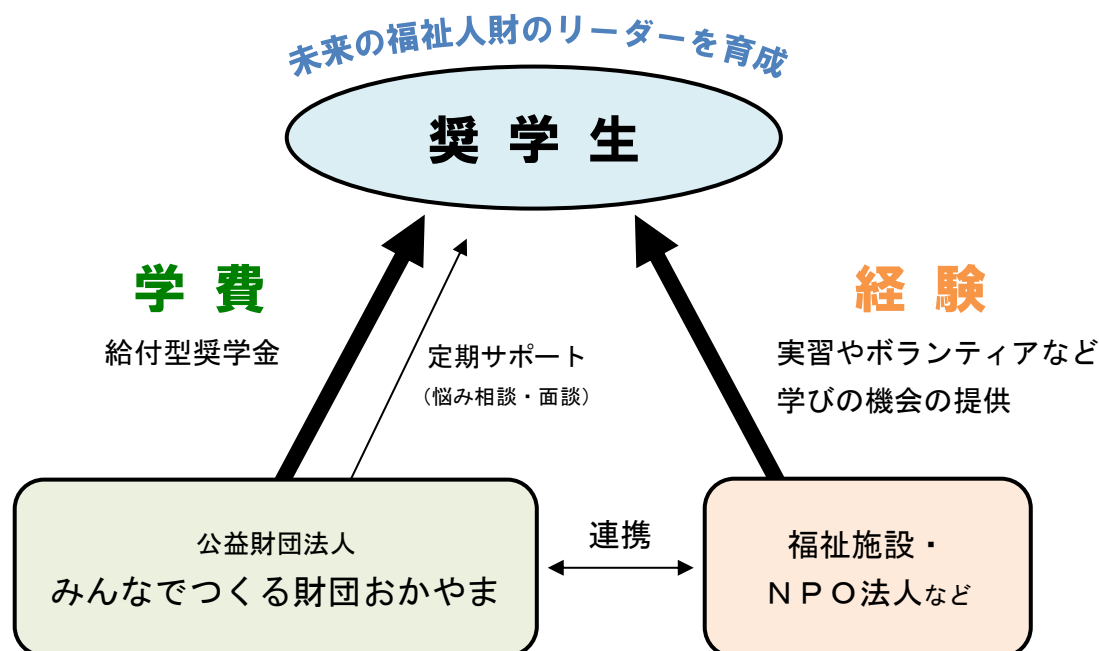 未来の福祉人財のリーダーを育成
奨学生
学費
給付型奨学金
定期サポート
（悩み相談・面談）
経験
実習やボランティアなど
学びの機会の提供
公益財団法人
みんなでつくる財団おかやま
連携
福祉施設・
ＮＰＯ法人など